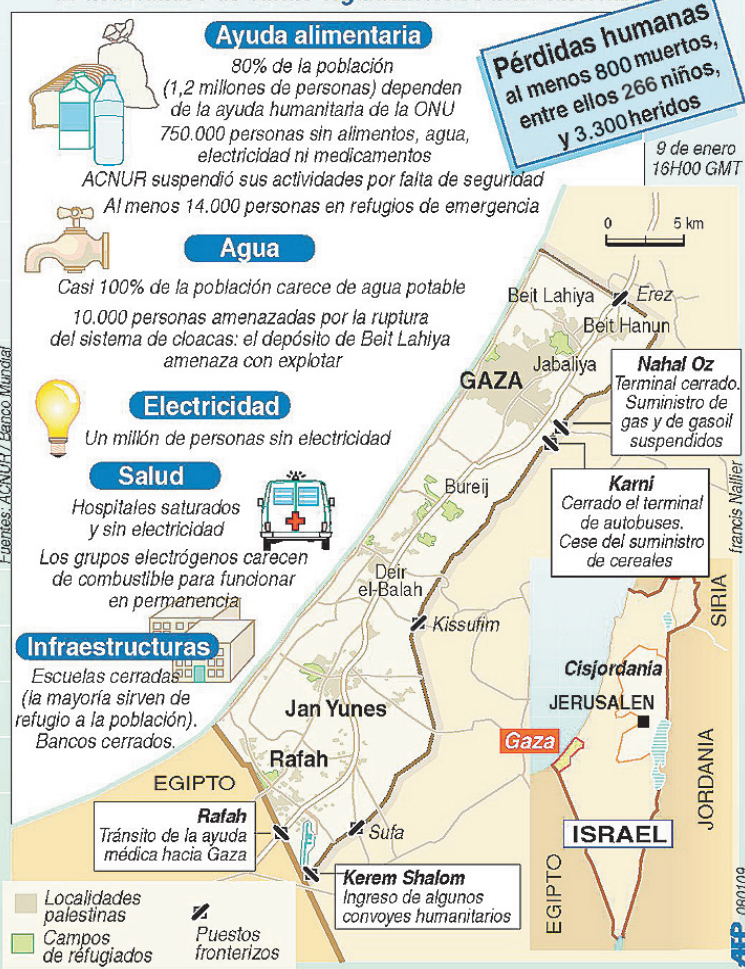 Ayuda alimentaria
80% de la población
(1,2 millones de personas) dependen
de la ayuda humanitaria de la ONU
750.000 personas sin alimentos, agua,
electricidad ni medicamentos
ACNUR suspendió sus actividades por falta de seguridad
Al menos 14.000 personas en refugios de emergencia
Pérdidas humanas
al menos 800 muertos,
entre ellos 266 niños,
y 3.300 heridos
9 de enero
16H00 GMT
0 5 km
Agua
Casi 100% de la población carece de agua potable
10.000 personas amenazadas por la ruptura
del sistema de cloacas: el depósito de Beit Lahiya
amenaza con explotar
Electricidad
Un millón de personas sin electricidad
Salud
Hospitales saturados
y sin electricidad
Los grupos electrógenos carecen
de combustible para funcionar
en permanencia
Infraestructuras
Escuelas cerradas
(la mayoría sirven de
refugio a la población).
Bancos cerrados.
Beit Lahiya
Erez
Beit Hanun
Jabaliya
GAZA
Nahal Oz
Terminal cerrado.
Suministro de
gas y de gasoil
suspendidos
Karni
Cerrado el terminal
de autobuses.
Cese del suministro
de cereales
Bureij
Deir
el-Balah
Kissufim
Jan Yunes
Rafah
EGIPTO
Rafah
Tránsito de la ayuda
médica hacia Gaza
Sufa
Kerem Shalom
Ingreso de algunos
convoyes humanitarios
SIRIA
Cisjordania
JERUSALEN
Gaza
JORDANIA
ISRAEL
EGIPTO
Localidades
palestinas
Campos
de réfugiados
Puestos
fronterizos
Fuentes: ACNUR / Banco Mundial
francis Nallier
AFP 090109